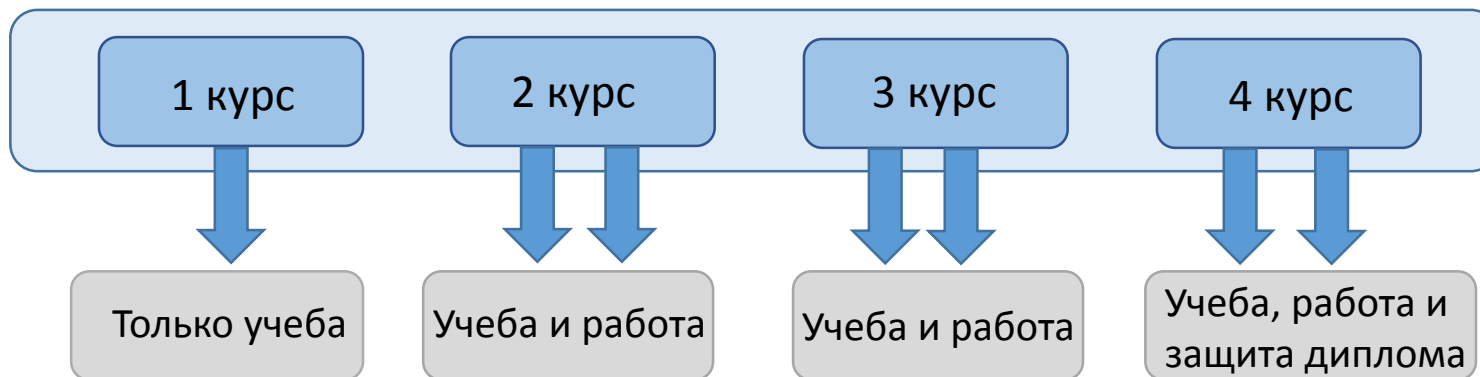 1 курс
2 курс
3 курс
4 курс
Только учеба
Учеба и работа
Учеба и работа
Учеба, работа и
защита диплома